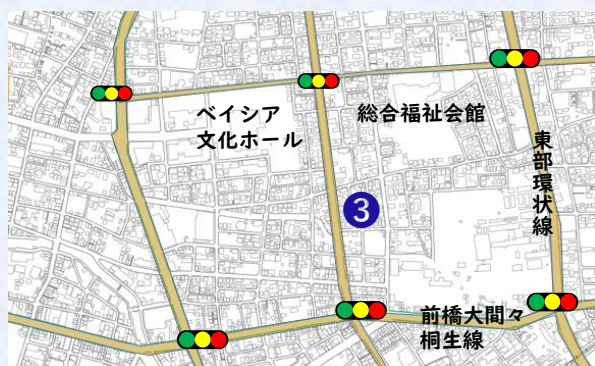 ベイシア
文化ホール
総合福祉会館
東部環状線
3
前橋大間々
桐生線